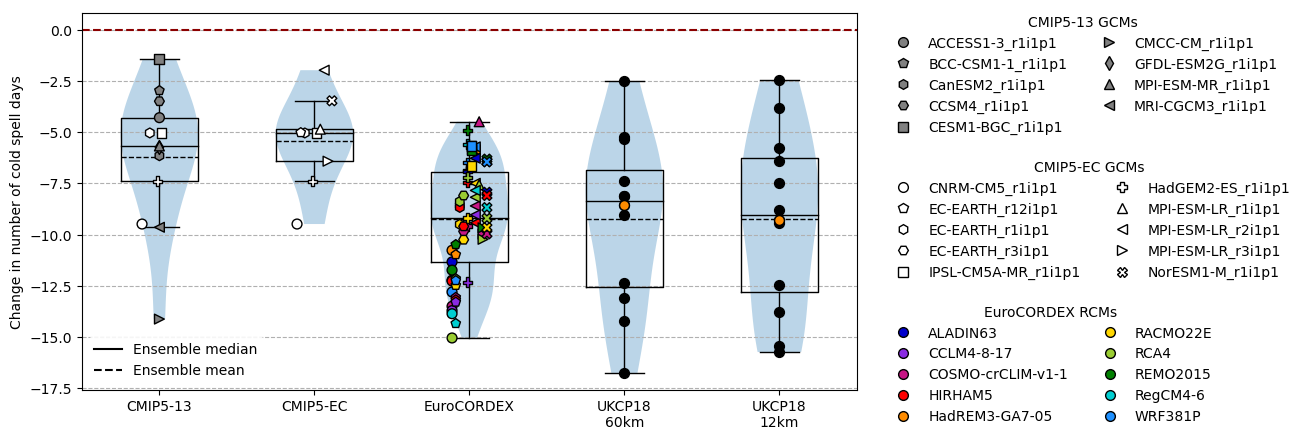 Change in number of cold spell days
0.0
−2.5
−5.0
−7.5
−10.0
−12.5
−15.0
−17.5
Ensemble median
Ensemble mean
CMIP5-13
CMIP5-EC
EuroCORDEX
UKCP18
60km
UKCP18
12km
CMIP5-13 GCMs
ACCESS1-3_r1i1p1
BCC-CSM1-1_r1i1p1
CanESM2_r1i1p1
CCSM4_r1i1p1
CESM1-BGC_r1i1p1
CMCC-CM_r1i1p1
GFDL-ESM2G_r1i1p1
MPI-ESM-MR_r1i1p1
MRI-CGCM3_r1i1p1
CMIP5-EC GCMs
CNRM-CM5_r1i1p1
EC-EARTH_r12i1p1
EC-EARTH_r1i1p1
EC-EARTH_r3i1p1
IPSL-CM5A-MR_r1i1p1
HadGEM2-ES_r1i1p1
MPI-ESM-LR_r1i1p1
MPI-ESM-LR_r2i1p1
MPI-ESM-LR_r3i1p1
NorESM1-M_r1i1p1
EuroCORDEX RCMs
ALADIN63
CCLM4-8-17
COSMO-crCLIM-v1-1
HIRHAM5
HadREM3-GA7-05
RACMO22E
RCA4
REMO2015
RegCM4-6
WRF381P